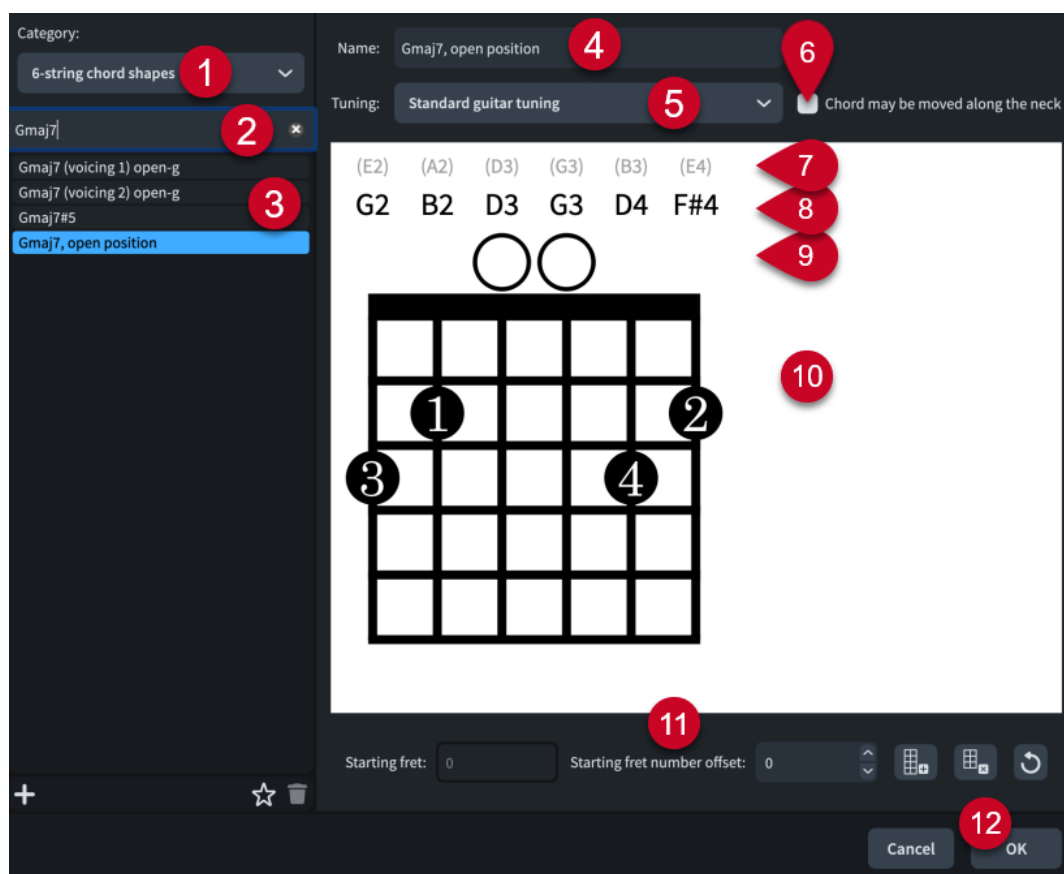 Category:
6-string chord shapes 1
Gmaj7 2
Gmaj7 (voicing 1) open-g
Gmaj7 (voicing 2) open-g
3
Gmaj7#5
Gmaj7, open position
Name: Gmaj7, open position 4
6
Tuning: Standard guitar tuning 5
Chord may be moved along the neck
(E2) (A2) (D3) (G3) (B3) (E4) 7
G2 B2 D3 G3 D4 F#4 8
9
10
1 2
3 4
11
Starting fret: 0 Starting fret number offset: 0
12
Cancel OK